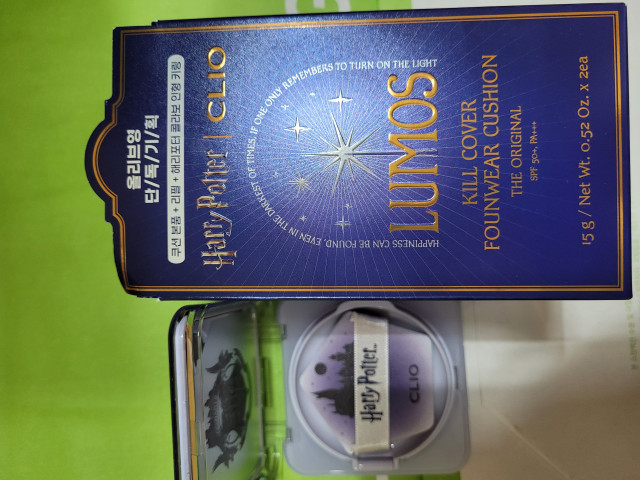 올리브영
단/독/기/획
쿠션 본품 + 리필 + 해리포터 콜라보 인형 키링
Harry Potter | CLIO
HAPPINESS CAN BE FOUND, EVEN IN THE DARKEST OF TIMES, IF ONE ONLY REMEMBERS TO TURN ON THE LIGHT
LUMOS
KILL COVER
FOUNWEAR CUSHION
THE ORIGINAL
SPF 50+, PA+++
15 g / Net Wt. 0.52 Oz. x 2ea
Harry Potter
CLIO